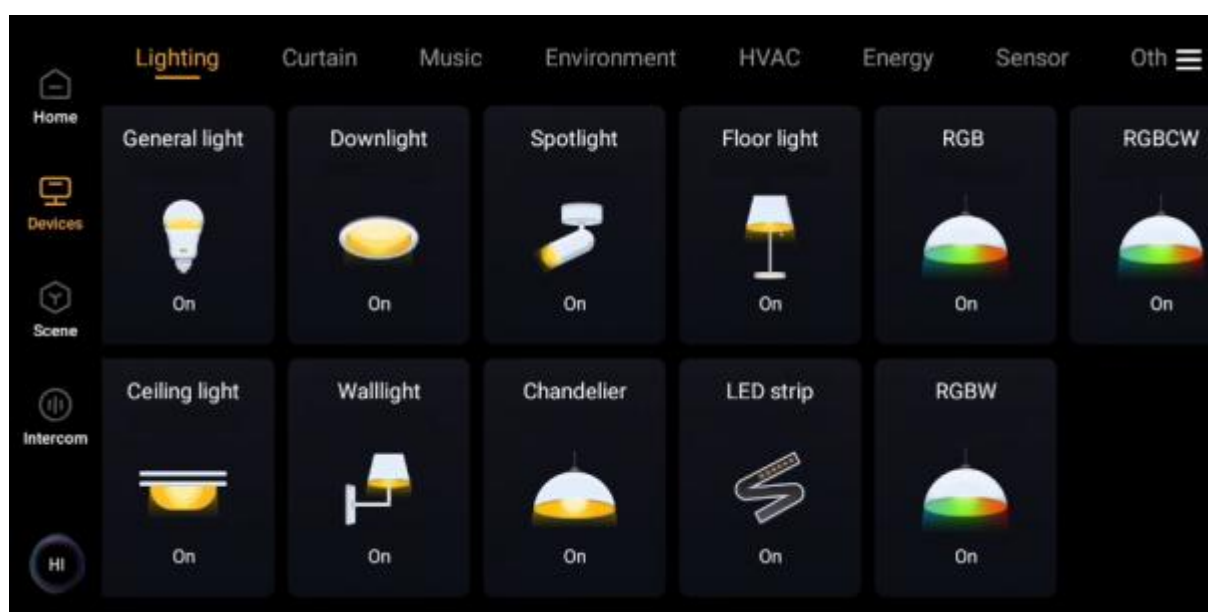 Lighting Curtain Music Environment HVAC Energy Sensor Oth
Home
Devices
Scene
Intercom
HI
General light Downlight Spotlight Floor light RGB RGBCW
On On On On On On
Ceiling light Walllight Chandelier LED strip RGBW
On On On On On